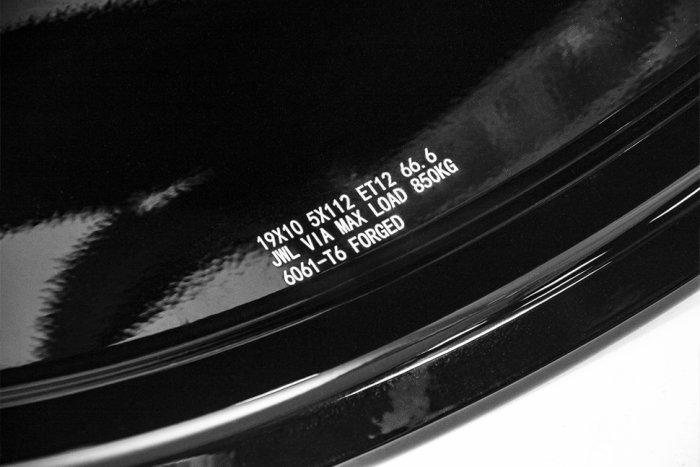 19X10 5X112 ET12 66.6
JWL VIA MAX LOAD 850KG
6061-T6 FORGED